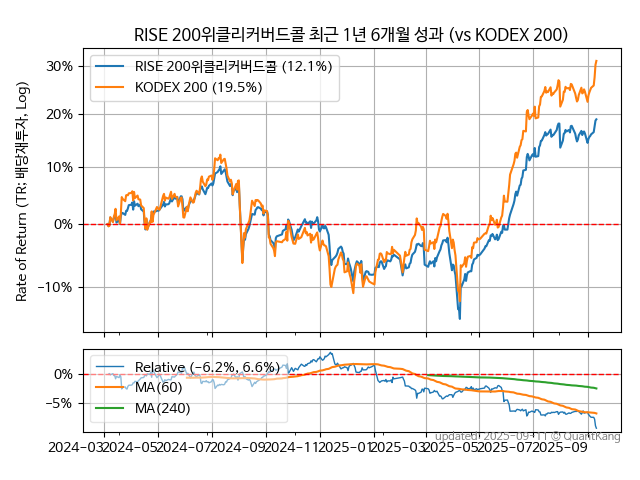 RISE 200위클리커버드콜 최근 1년 6개월 성과 (vs KODEX 200)
Rate of Return (TR: 배당재투자, Log)
RISE 200위클리커버드콜 (12.1%)
KODEX 200 (19.5%)
30%
20%
10%
0%
−10%
Relative (−6.2%, 6.6%)
MA(60)
MA(240)
0%
−5%
2024-03 2024-05 2024-07 2024-09 2024-11 2025-01 2025-03 2025-05 2025-07 2025-09
updated: 2025-09-11 © QuantKang